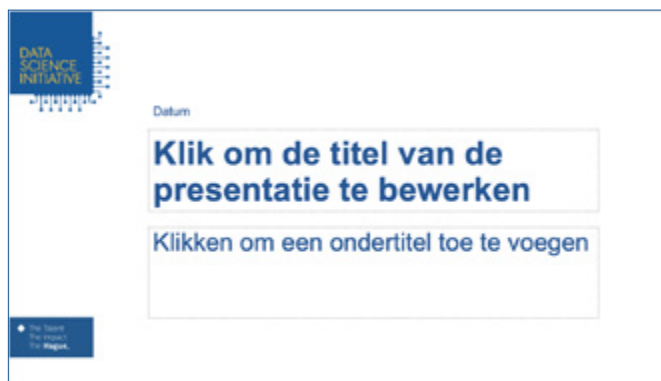 DATA
SCIENCE
INITIATIVE
Datum
Klik om de titel van de
presentatie te bewerken
Klikken om een ondertitel toe te voegen
The Talent
The Impact
The Hague.